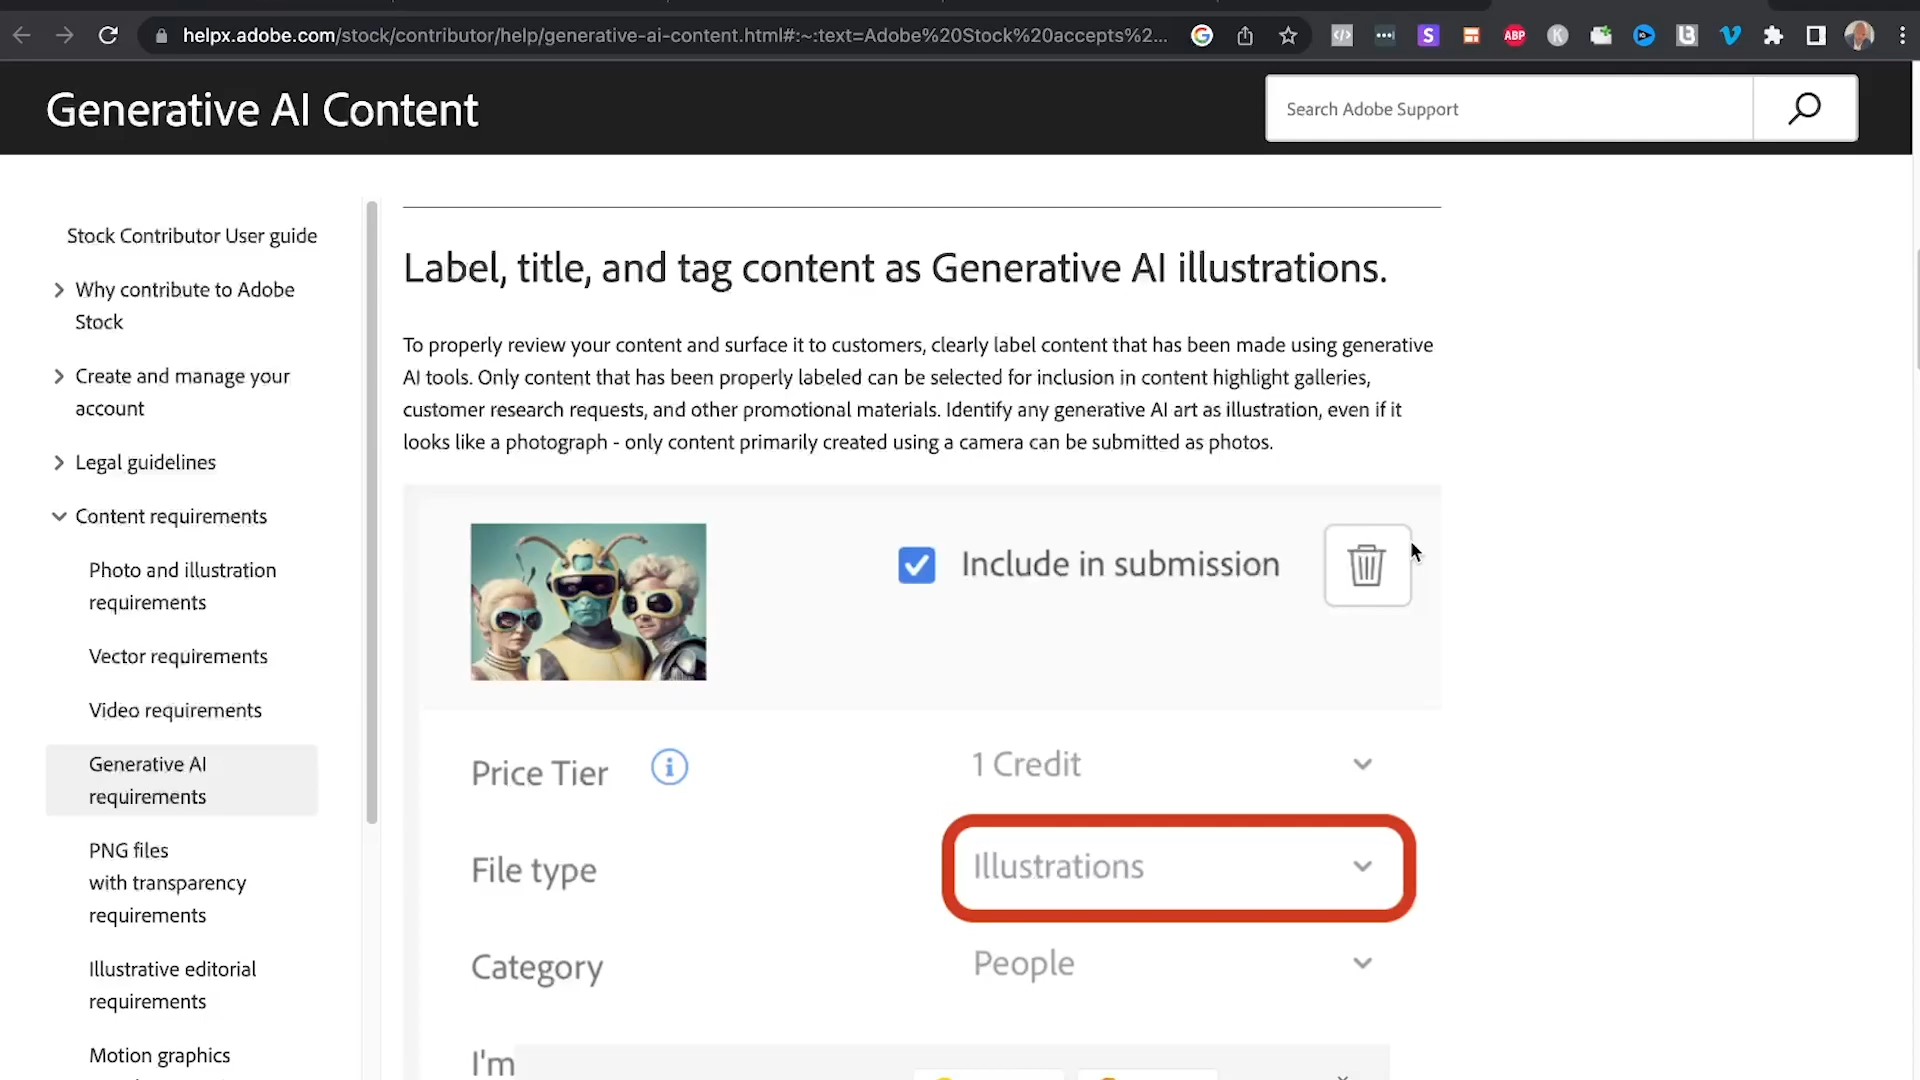 helpx.adobe.com/stock/contributor/help/generative-ai-content.html#:~:text=Adobe%20Stock%20accepts%2...
S
ABP
K
Generative AI Content
Search Adobe Support
Stock Contributor User guide
Why contribute to Adobe
Stock
Create and manage your
account
Legal guidelines
Content requirements
Photo and illustration
requirements
Vector requirements
Video requirements
Generative AI
requirements
PNG files
with transparency
requirements
Illustrative editorial
requirements
Motion graphics
Label, title, and tag content as Generative AI illustrations.
To properly review your content and surface it to customers, clearly label content that has been made using generative
AI tools. Only content that has been properly labeled can be selected for inclusion in content highlight galleries,
customer research requests, and other promotional materials. Identify any generative AI art as illustration, even if it
looks like a photograph - only content primarily created using a camera can be submitted as photos.
Include in submission
Price Tier
1 Credit
File type
Illustrations
Category
People
I'm